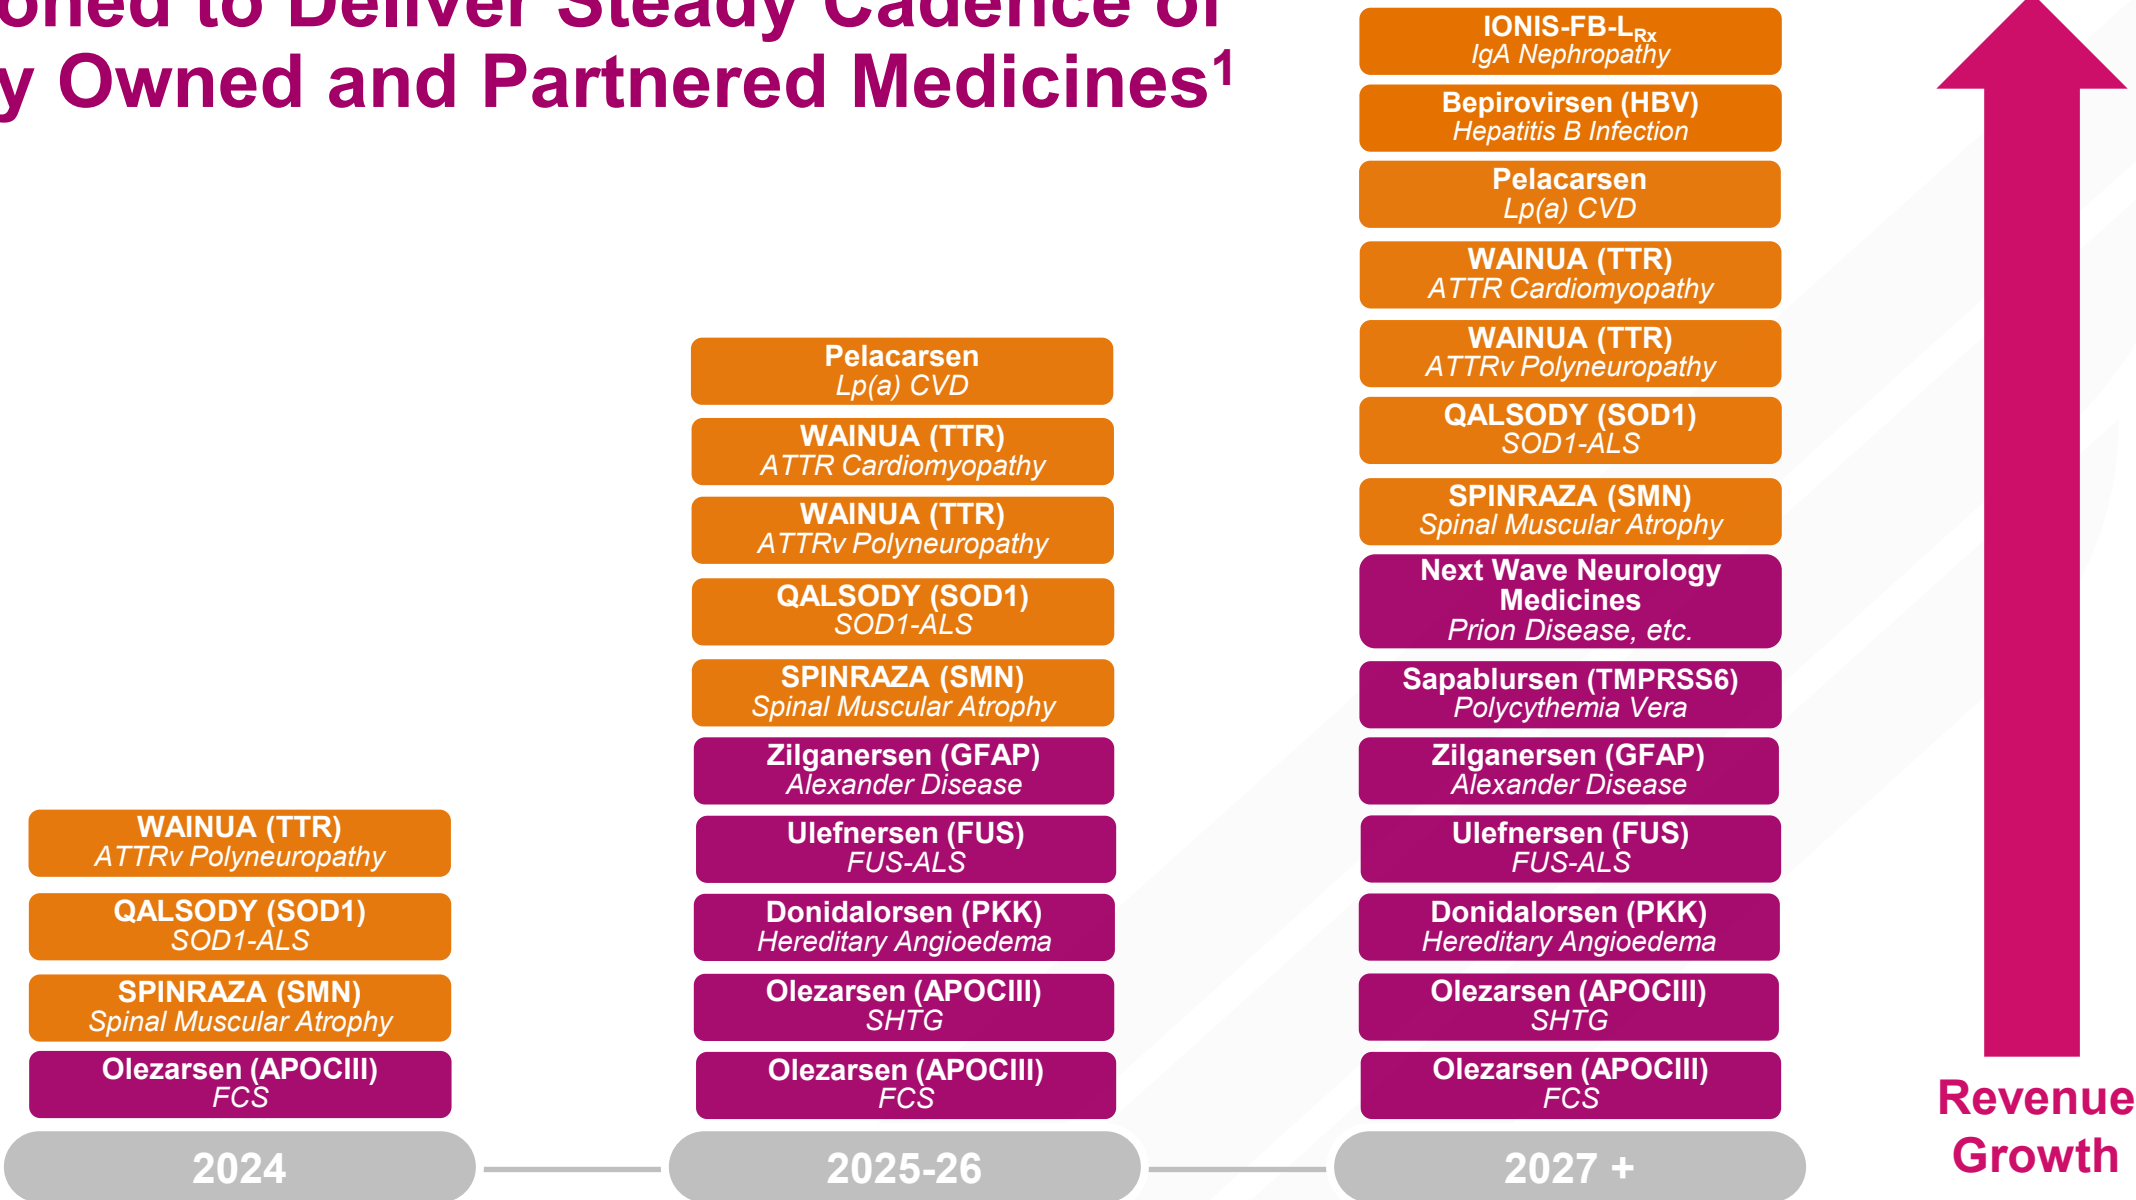 oned to Deliver Steady Cadence of
y Owned and Partnered Medicines1
WAINUA (TTR)
ATTRv Polyneuropathy
QALSODY (SOD1)
SOD1-ALS
SPINRAZA (SMN)
Spinal Muscular Atrophy
Olezarsen (APOCIII)
FCS
2024
Pelacarsen
Lp(a) CVD
WAINUA (TTR)
ATTR Cardiomyopathy
WAINUA (TTR)
ATTRv Polyneuropathy
QALSODY (SOD1)
SOD1-ALS
SPINRAZA (SMN)
Spinal Muscular Atrophy
Zilganersen (GFAP)
Alexander Disease
Ulefnersen (FUS)
FUS-ALS
Donidalorsen (PKK)
Hereditary Angioedema
Olezarsen (APOCIII)
SHTG
Olezarsen (APOCIII)
FCS
2025-26
IONIS-FB-LRx
IgA Nephropathy
Bepirovirsen (HBV)
Hepatitis B Infection
Pelacarsen
Lp(a) CVD
WAINUA (TTR)
ATTR Cardiomyopathy
WAINUA (TTR)
ATTRv Polyneuropathy
QALSODY (SOD1)
SOD1-ALS
SPINRAZA (SMN)
Spinal Muscular Atrophy
Next Wave Neurology
Medicines
Prion Disease, etc.
Sapablursen (TMPRSS6)
Polycythemia Vera
Zilganersen (GFAP)
Alexander Disease
Ulefnersen (FUS)
FUS-ALS
Donidalorsen (PKK)
Hereditary Angioedema
Olezarsen (APOCIII)
SHTG
Olezarsen (APOCIII)
FCS
2027 +
Revenue
Growth